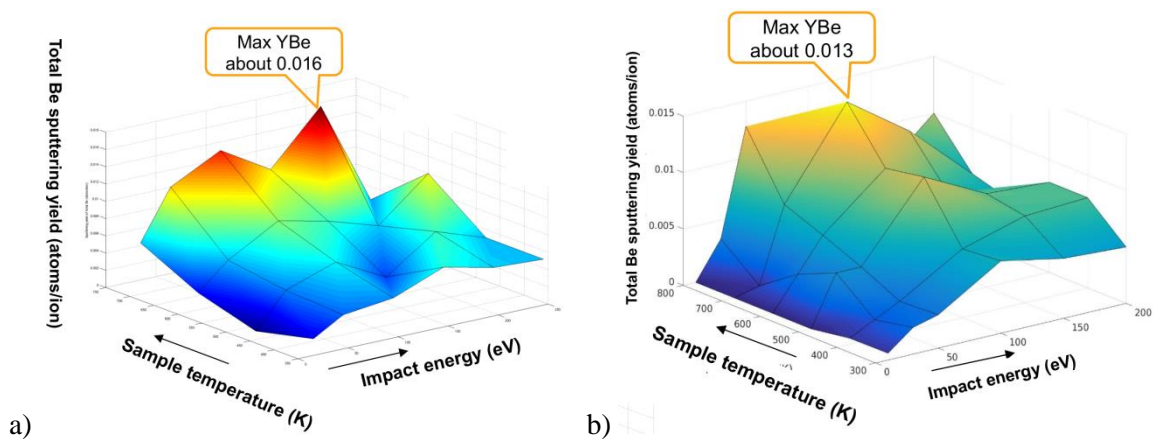 Max YBe
about 0.016
Total Be sputtering yield (atoms/ion)
Sample temperature (K)
Impact energy (eV)
a)
Max YBe
about 0.013
Total Be sputtering yield (atoms/ion)
0.015
0.01
0.005
0
800
700
600
500
400
300
0
50
100
150
200
Sample temperature (K)
Impact energy (eV)
b)